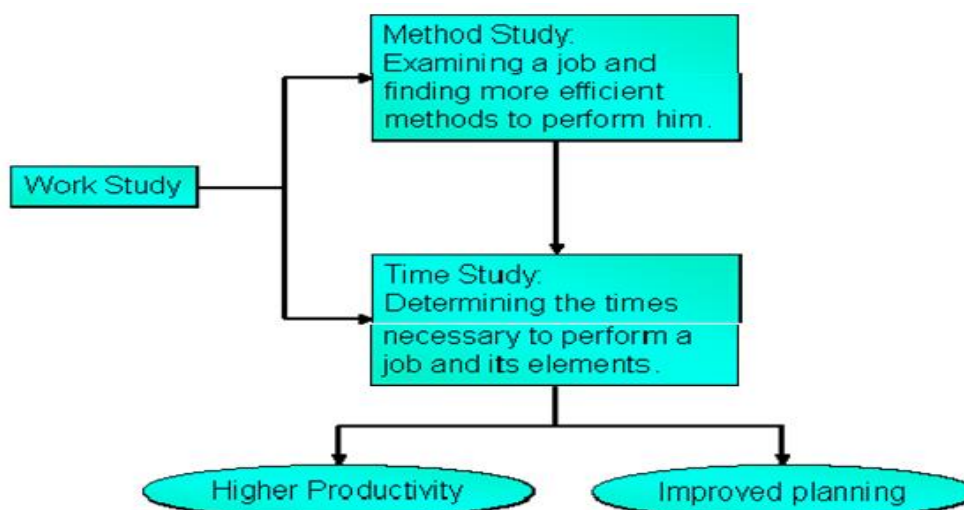 Method Study:
Examining a job and
finding more efficient
methods to perform him.
Work Study
Time Study:
Determining the times
necessary to perform a
job and its elements.
Higher Productivity
Improved planning